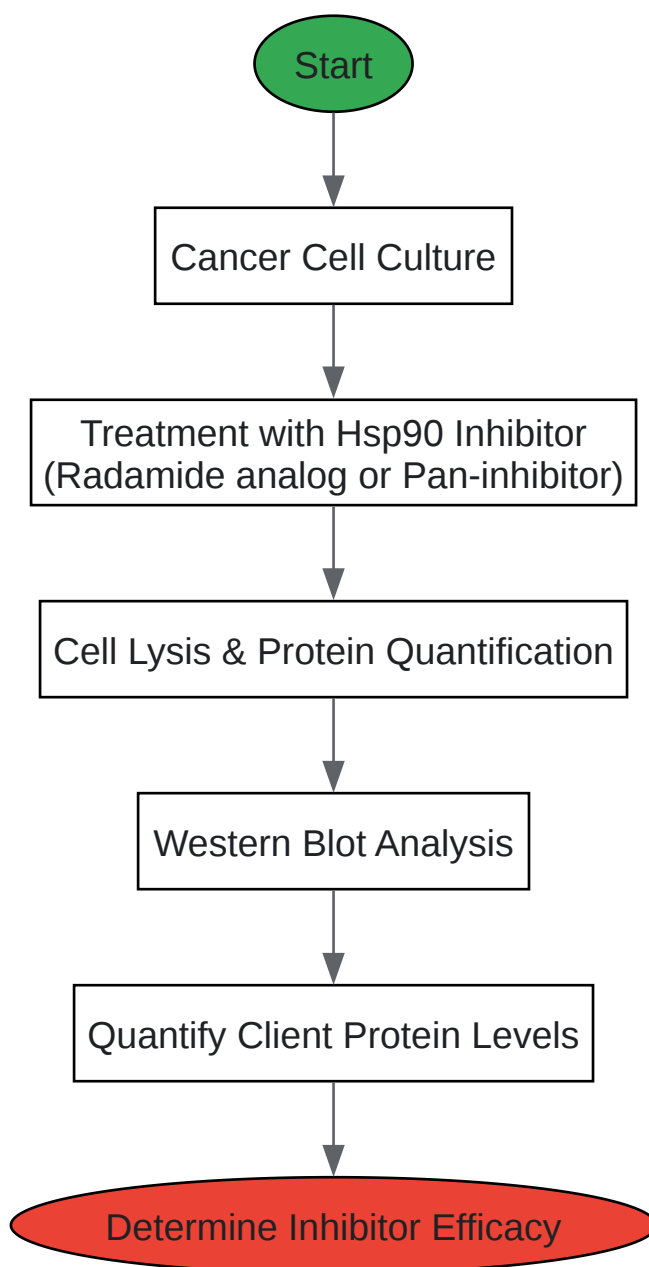 Start
Cancer Cell Culture
Treatment with Hsp90 Inhibitor
(Radamide analog or Pan-inhibitor)
Cell Lysis & Protein Quantification
Western Blot Analysis
Quantify Client Protein Levels
Determine Inhibitor Efficacy